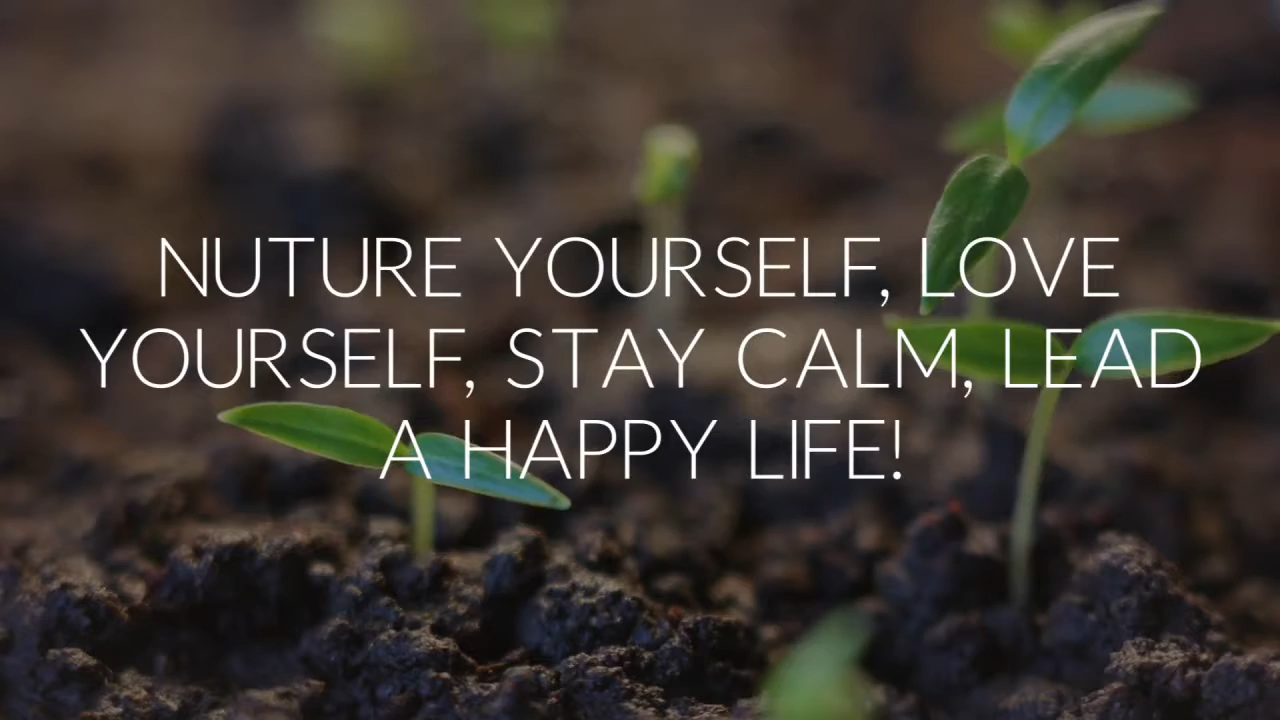 NUTURE YOURSELF, LOVE
YOURSELF, STAY CALM, LEAD
A HAPPY LIFE!